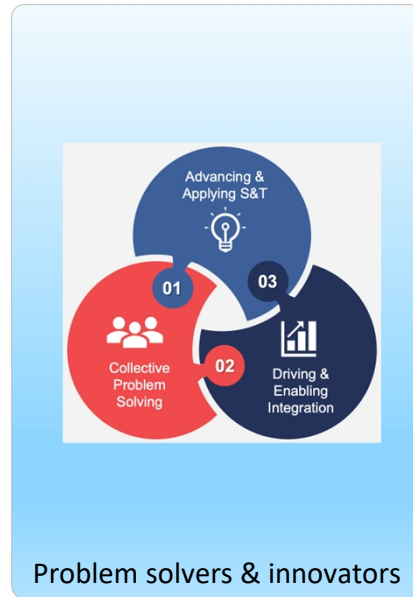 Advancing &
Applying S&T
01
03
Collective
Problem
Solving
02
Driving &
Enabling
Integration
Problem solvers & innovators